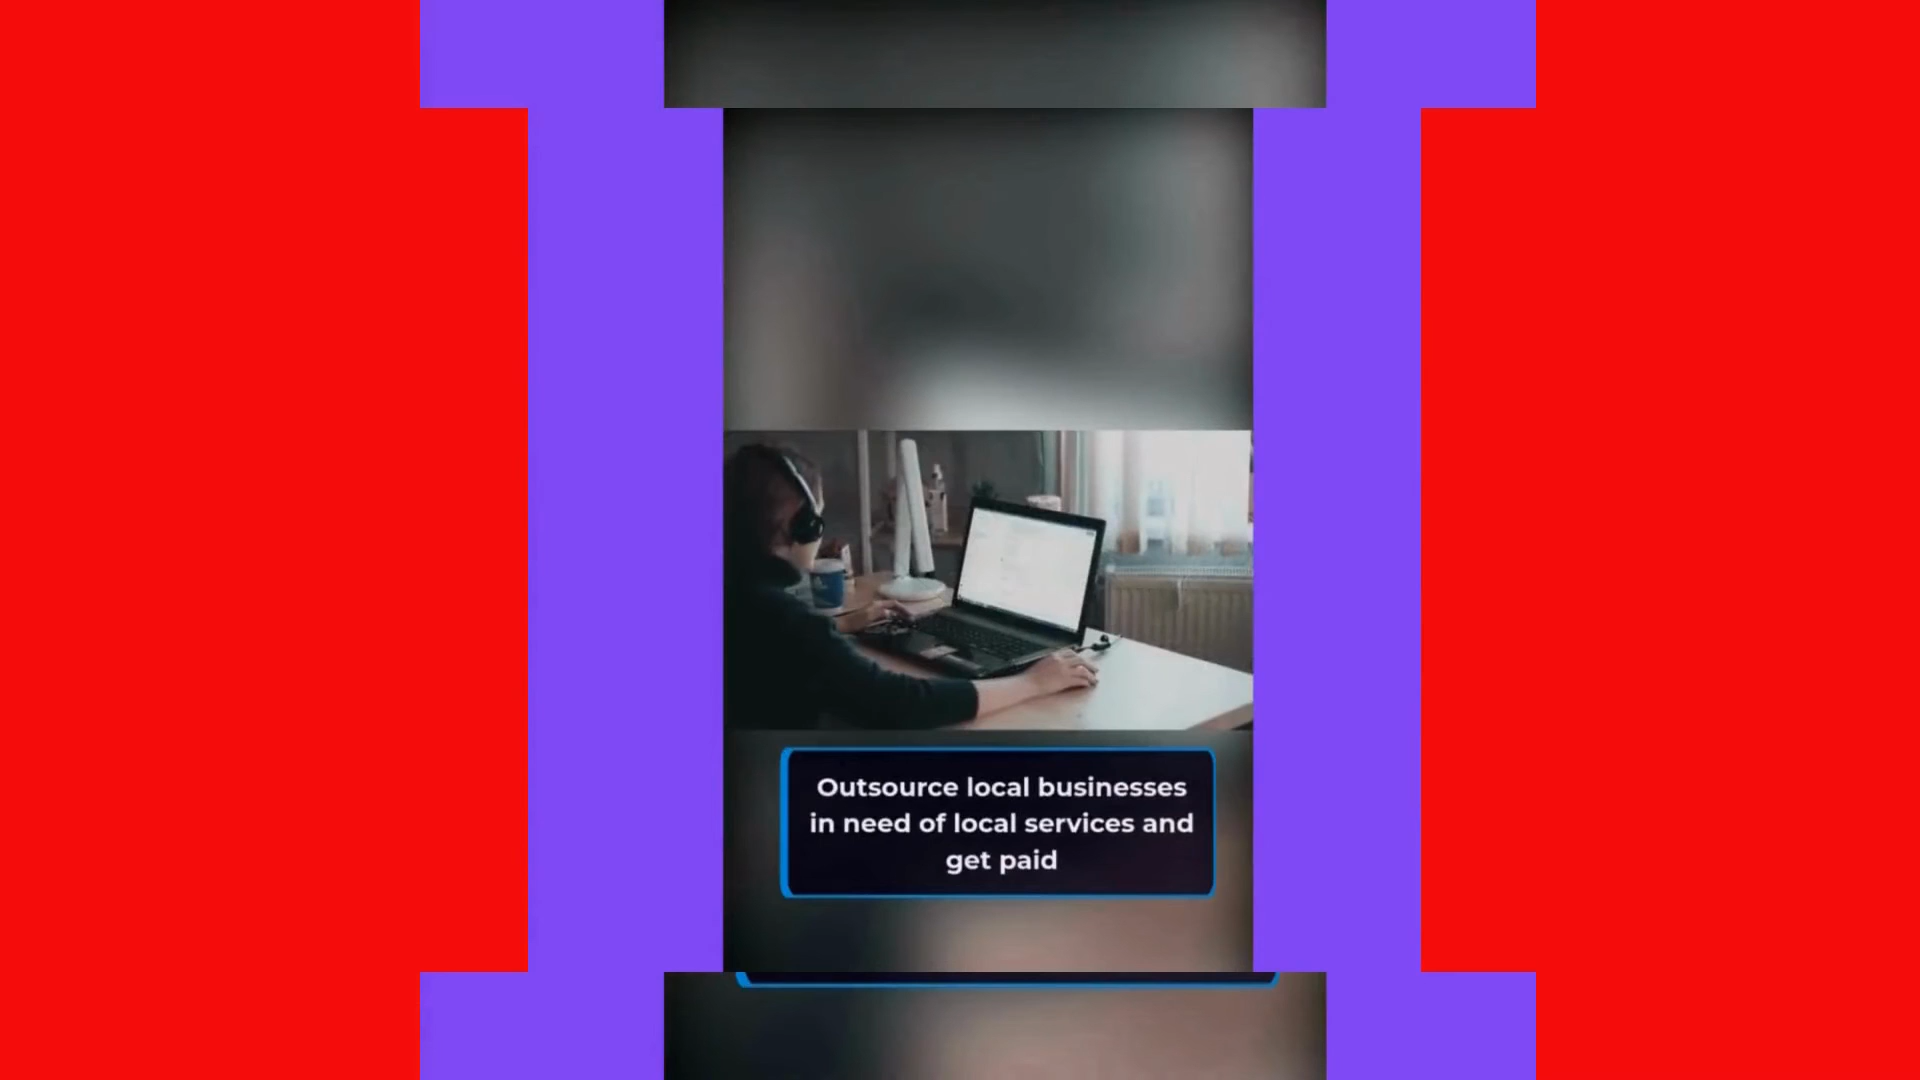 Outsource local businesses
in need of local services and
get paid